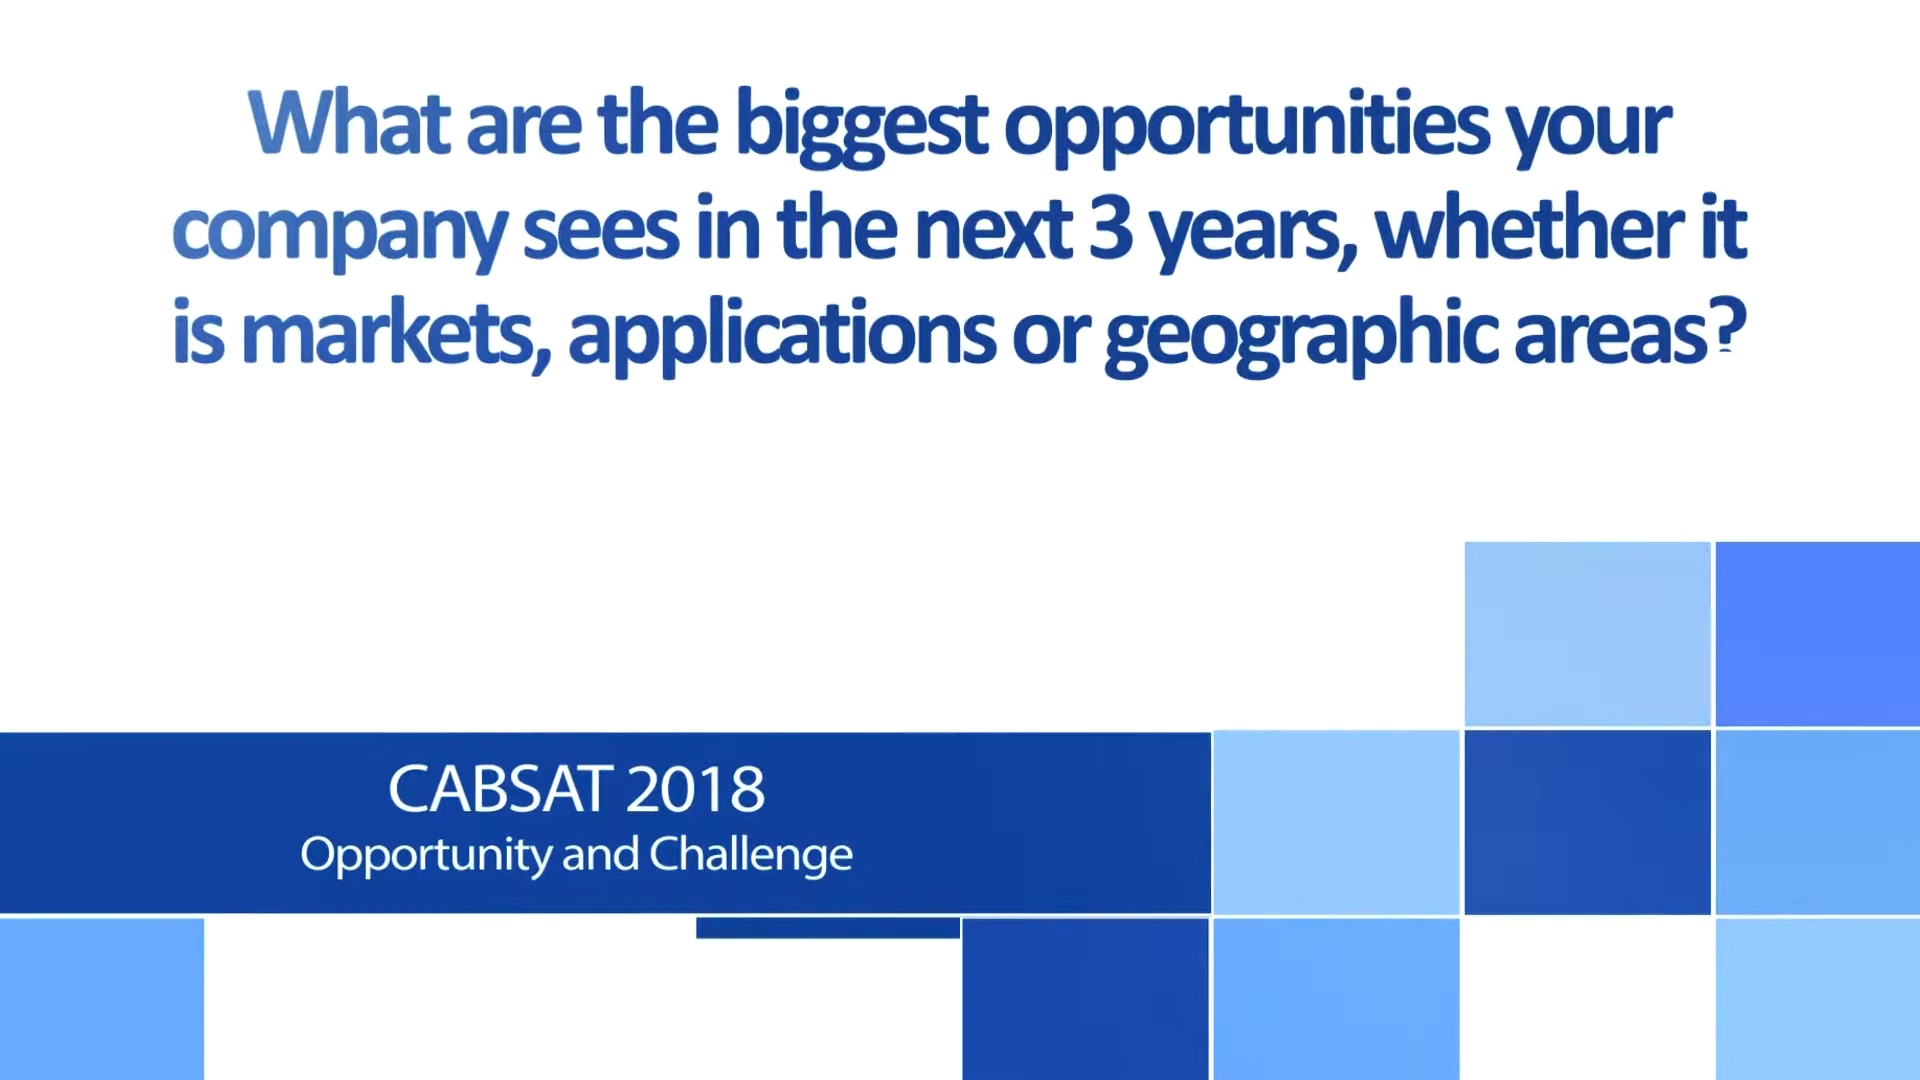 What are the biggest opportunities your
company sees in the next 3 years, whether it
is markets, applications or geographic areas?
CABSAT 2018
Opportunity and Challenge